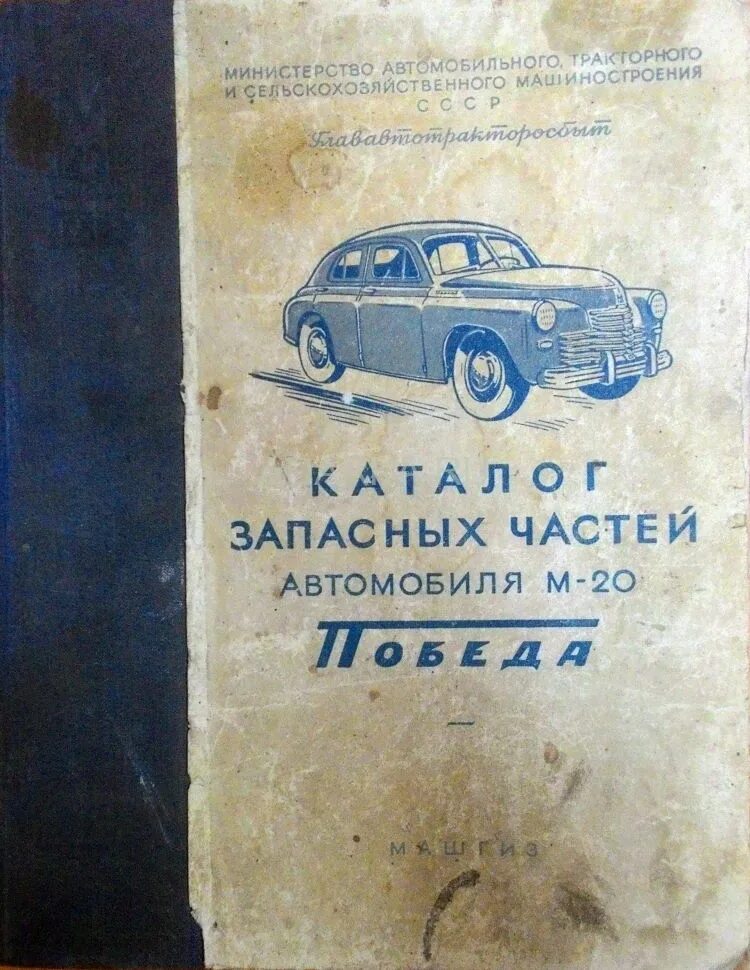 МИНИСТЕРСТВО АВТОМОБИЛЬНОГО, ТРАКТОРНОГО
И СЕЛЬСКОХОЗЯЙСТВЕННОГО МАШИНОСТРОЕНИЯ
СССР
Глававтотракторосбыт
КАТАЛОГ
ЗАПАСНЫХ ЧАСТЕЙ
АВТОМОБИЛЯ М-20
ПОБЕДА
МАШГИЗ